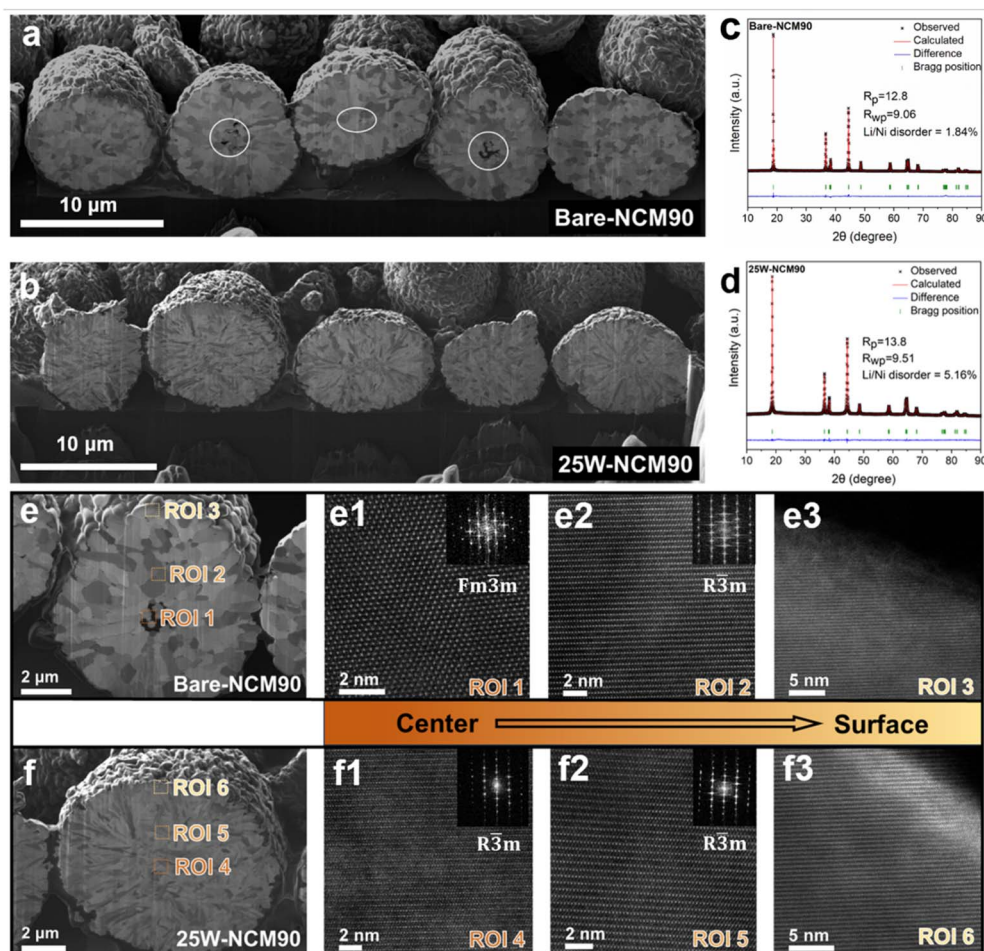 a
10 µm
Bare-NCM90
b
10 µm
25W-NCM90
c
Bare-NCM90
Observed
Calculated
Difference
Bragg position
Rp=12.8
Rwp=9.06
Li/Ni disorder = 1.84%
Intensity (a.u.)
10 20 30 40 50 60 70 80 90
2θ (degree)
d
25W-NCM90
Observed
Calculated
Difference
Bragg position
Rp=13.8
Rwp=9.51
Li/Ni disorder = 5.16%
Intensity (a.u.)
10 20 30 40 50 60 70 80 90
2θ (degree)
e
ROI 3
ROI 2
ROI 1
2 µm
Bare-NCM90
e1
Fm3̅m
2 nm
ROI 1
e2
R3̅m
2 nm
ROI 2
e3
5 nm
ROI 3
Center
Surface
f
ROI 6
ROI 5
ROI 4
2 µm
25W-NCM90
f1
R3̅m
2 nm
ROI 4
f2
R3̅m
2 nm
ROI 5
f3
5 nm
ROI 6